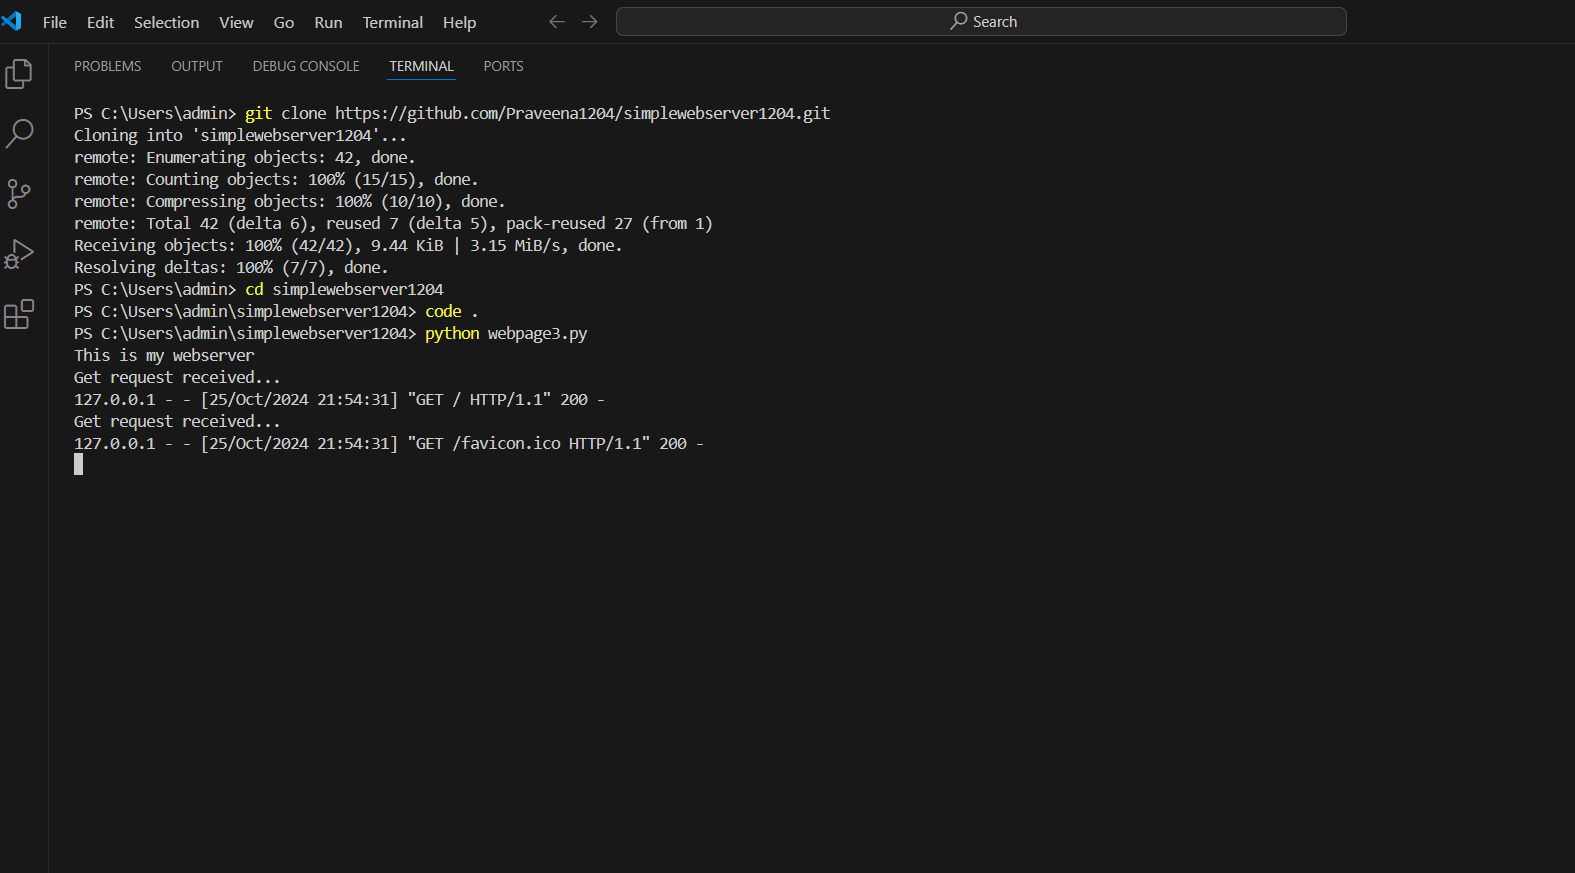 File Edit Selection View Go Run Terminal Help Search
PROBLEMS OUTPUT DEBUG CONSOLE TERMINAL PORTS
PS C:\Users\admin> git clone https://github.com/Praveena1204/simplewebserver1204.git
Cloning into 'simplewebserver1204'...
remote: Enumerating objects: 42, done.
remote: Counting objects: 100% (15/15), done.
remote: Compressing objects: 100% (10/10), done.
remote: Total 42 (delta 6), reused 7 (delta 5), pack-reused 27 (from 1)
Receiving objects: 100% (42/42), 9.44 KiB | 3.15 MiB/s, done.
Resolving deltas: 100% (7/7), done.
PS C:\Users\admin> cd simplewebserver1204
PS C:\Users\admin\simplewebserver1204> code .
PS C:\Users\admin\simplewebserver1204> python webpage3.py
This is my webserver
Get request received...
127.0.0.1 - - [25/Oct/2024 21:54:31] "GET / HTTP/1.1" 200 -
Get request received...
127.0.0.1 - - [25/Oct/2024 21:54:31] "GET /favicon.ico HTTP/1.1" 200 -